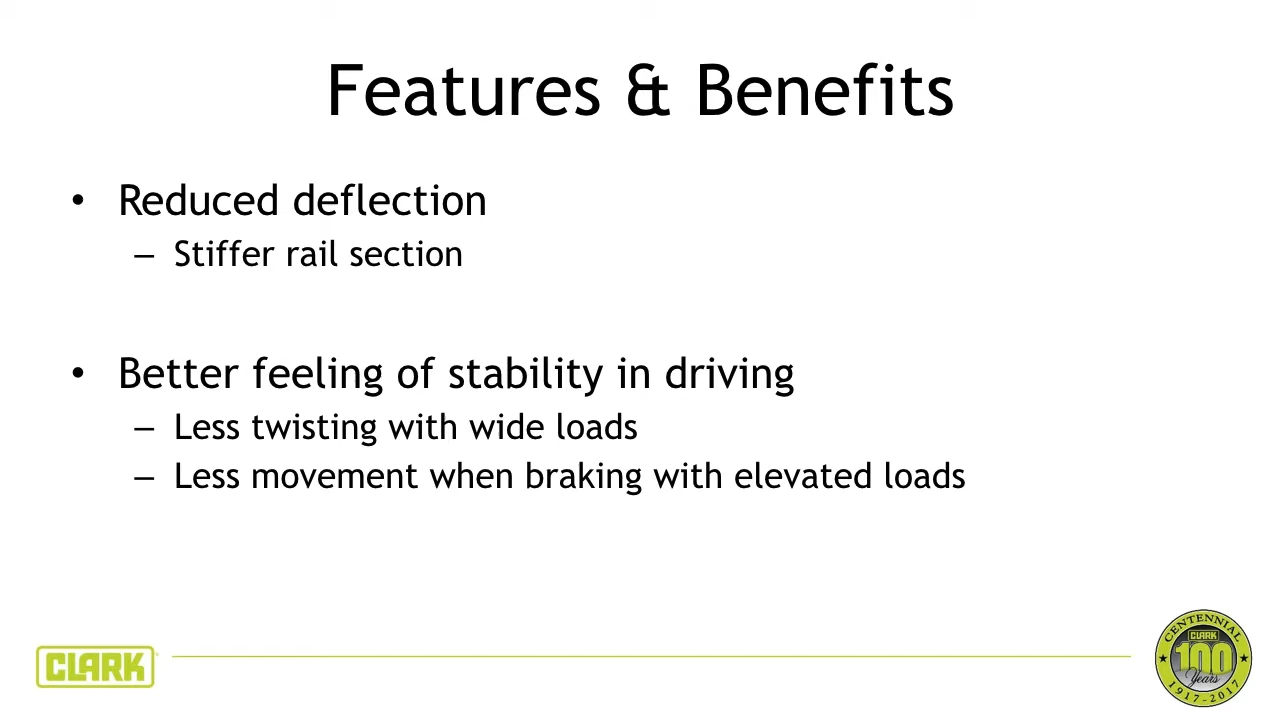 Features & Benefits
• Reduced deflection
– Stiffer rail section
• Better feeling of stability in driving
– Less twisting with wide loads
– Less movement when braking with elevated loads
CLARK
CENTENNIAL
CLARK
100
Years
1917-2017